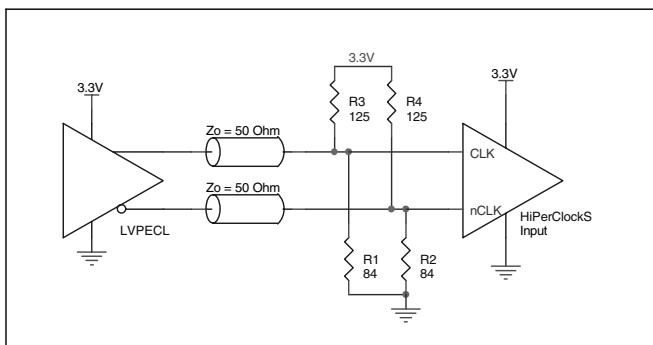 3.3V
3.3V
3.3V
R3
125
R4
125
Zo = 50 Ohm
CLK
Zo = 50 Ohm
nCLK
HiPerClockS
Input
LVPECL
R1
84
R2
84